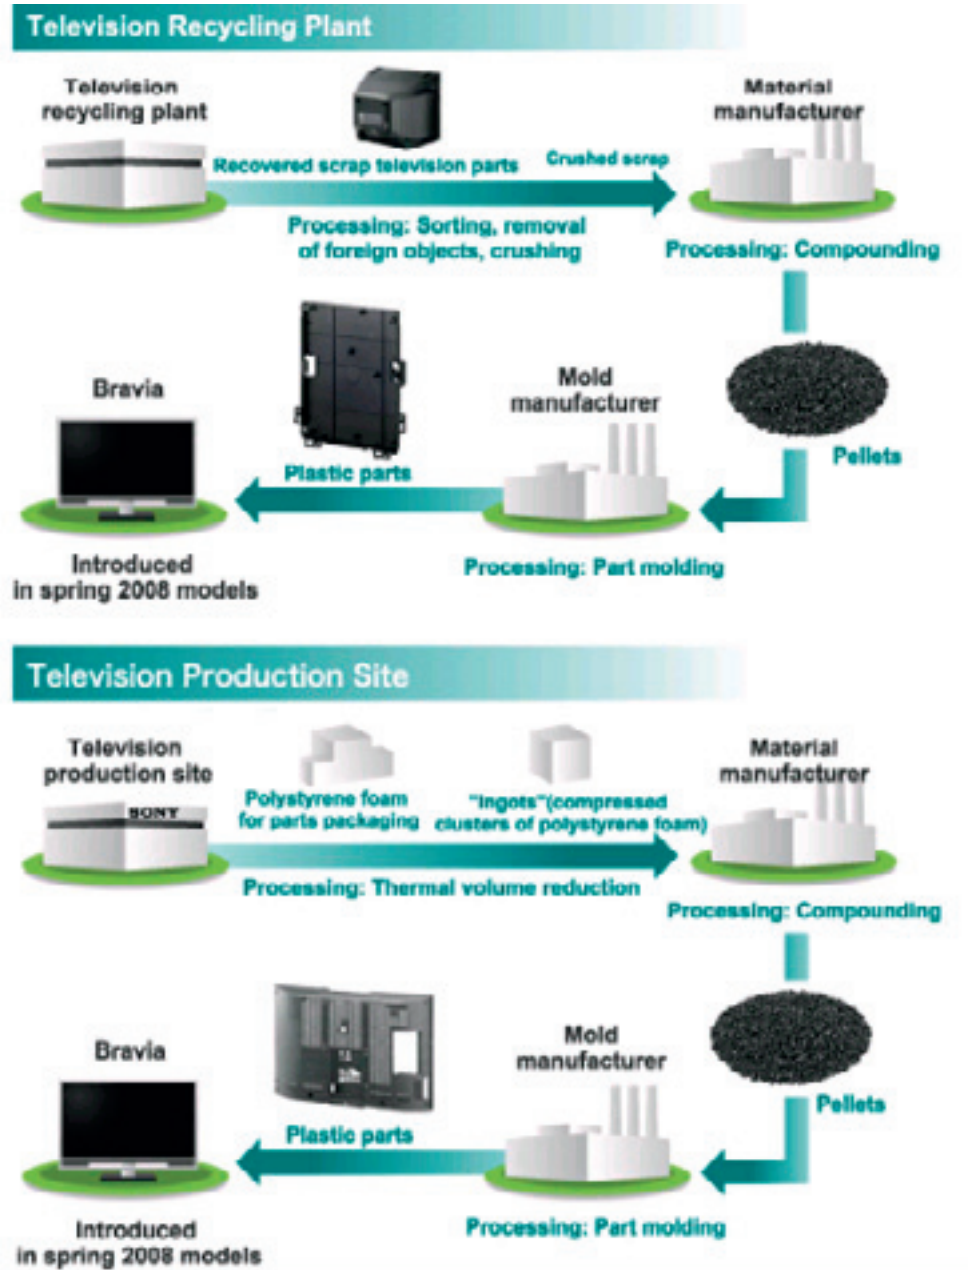 Television Recycling Plant
Television
recycling plant
Material
manufacturer
Recovered scrap television parts
Crushed scrap
Processing: Sorting, removal
of foreign objects, crushing
Processing: Compounding
Bravia
Mold
manufacturer
Pellets
Plastic parts
Introduced
in spring 2008 models
Processing: Part molding
Television Production Site
Television
production site
Material
manufacturer
SONY
Polystyrene foam
for parts packaging
"Ingots"(compressed
clusters of polystyrene foam)
Processing: Thermal volume reduction
Processing: Compounding
Bravia
Mold
manufacturer
Pellets
Plastic parts
Introduced
in spring 2008 models
Processing: Part molding